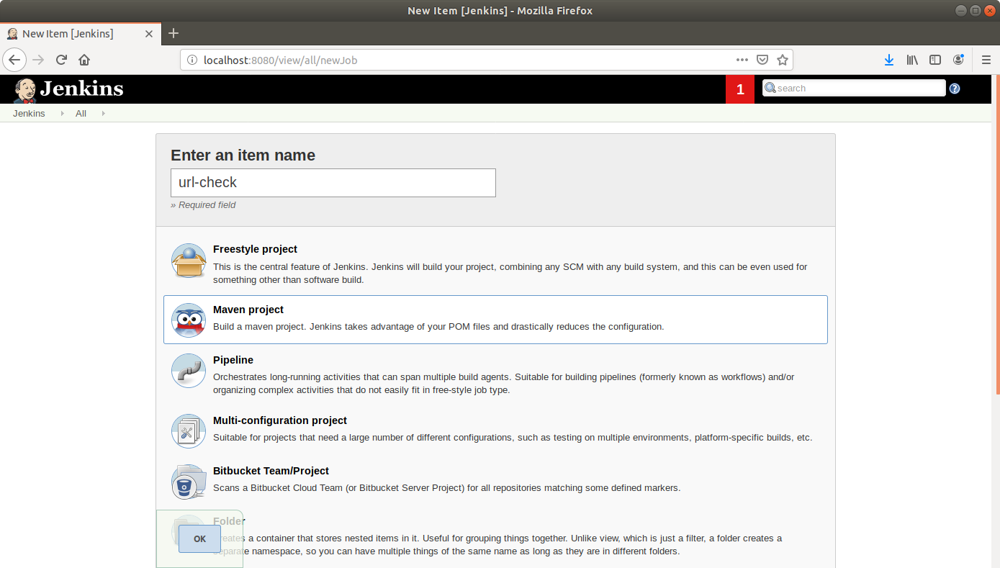 New Item [Jenkins] - Mozilla Firefox
New Item [Jenkins]
localhost:8080/view/all/newJob
Jenkins
1
search
Jenkins
All
Enter an item name
url-check
» Required field
Freestyle project
This is the central feature of Jenkins. Jenkins will build your project, combining any SCM with any build system, and this can be even used for
something other than software build.
Maven project
Build a maven project. Jenkins takes advantage of your POM files and drastically reduces the configuration.
Pipeline
Orchestrates long-running activities that can span multiple build agents. Suitable for building pipelines (formerly known as workflows) and/or
organizing complex activities that do not easily fit in free-style job type.
Multi-configuration project
Suitable for projects that need a large number of different configurations, such as testing on multiple environments, platform-specific builds, etc.
Bitbucket Team/Project
Scans a Bitbucket Cloud Team (or Bitbucket Server Project) for all repositories matching some defined markers.
Folder
Creates a container that stores nested items in it. Useful for grouping things together. Unlike view, which is just a filter, a folder creates a
separate namespace, so you can have multiple things of the same name as long as they are in different folders.
OK